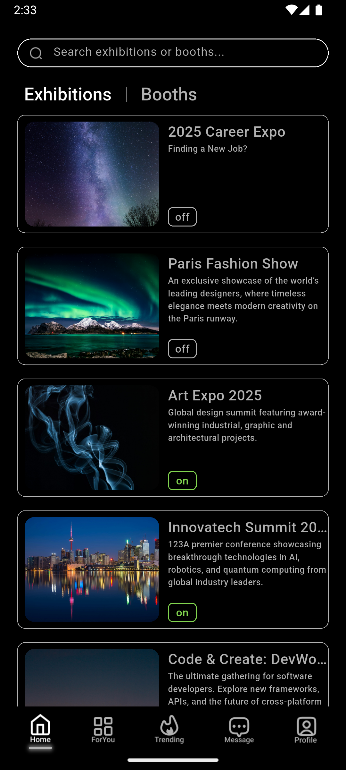 2:33
Search exhibitions or booths...
Exhibitions | Booths
2025 Career Expo
Finding a New Job?
off
Paris Fashion Show
An exclusive showcase of the world's
leading designers, where timeless
elegance meets modern creativity on
the Paris runway.
off
Art Expo 2025
Global design summit featuring award-
winning industrial, graphic and
architectural projects.
on
Innovatech Summit 20...
123A premier conference showcasing
breakthrough technologies in AI,
robotics, and quantum computing from
global industry leaders.
on
Code & Create: DevWo...
The ultimate gathering for software
developers. Explore new frameworks,
APIs, and the future of cross-platform
Home
ForYou
Trending
Message
Profile